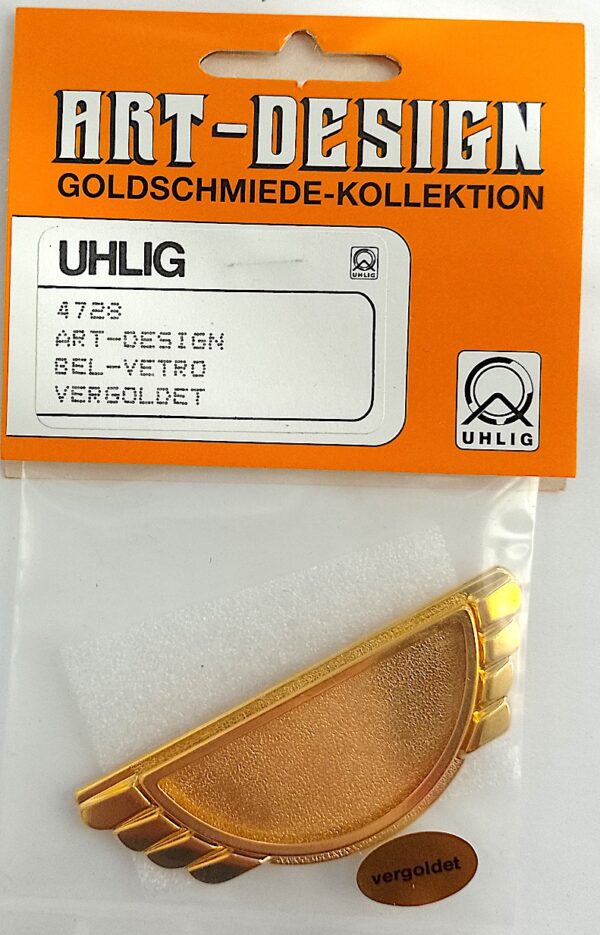 ART-DESIGN
GOLDSCHMIEDE-KOLLEKTION
UHLIG
UHLIG
4728
ART-DESIGN
BEL-VETRO
VERGOLDET
UHLIG
vergoldet